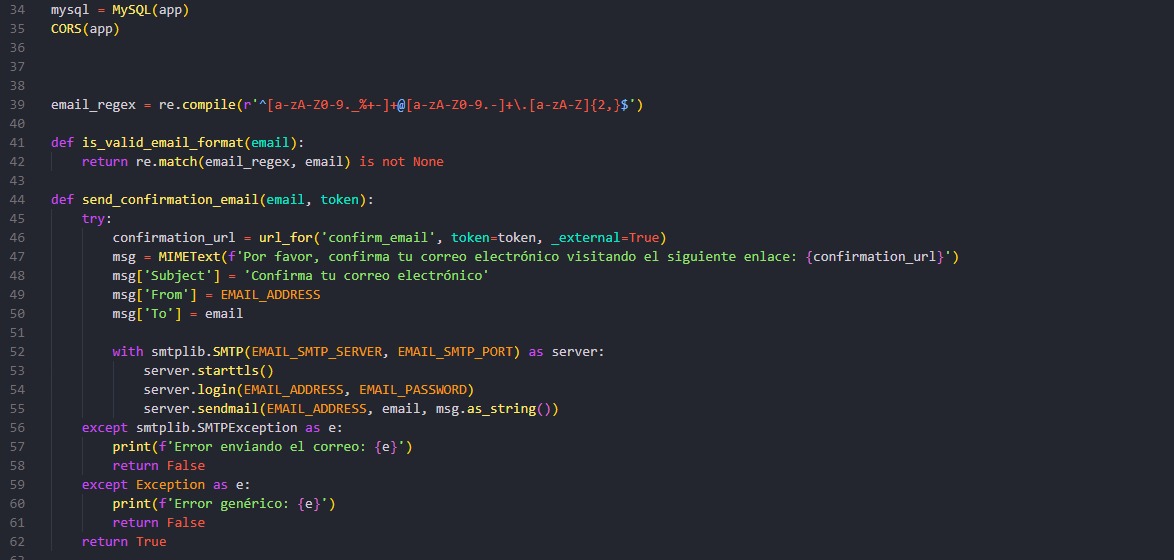 34 mysql = MySQL(app)
35 CORS(app)
36
37
38
39 email_regex = re.compile(r'^[a-zA-Z0-9._%+-]+@[a-zA-Z0-9.-]+\.[a-zA-Z]{2,}$')
40
41 def is_valid_email_format(email):
42     return re.match(email_regex, email) is not None
43
44 def send_confirmation_email(email, token):
45     try:
46         confirmation_url = url_for('confirm_email', token=token, _external=True)
47         msg = MIMEText(f'Por favor, confirma tu correo electrónico visitando el siguiente enlace: {confirmation_url}')
48         msg['Subject'] = 'Confirma tu correo electrónico'
49         msg['From'] = EMAIL_ADDRESS
50         msg['To'] = email
51
52         with smtplib.SMTP(EMAIL_SMTP_SERVER, EMAIL_SMTP_PORT) as server:
53             server.starttls()
54             server.login(EMAIL_ADDRESS, EMAIL_PASSWORD)
55             server.sendmail(EMAIL_ADDRESS, email, msg.as_string())
56     except smtplib.SMTPException as e:
57         print(f'Error enviando el correo: {e}')
58         return False
59     except Exception as e:
60         print(f'Error genérico: {e}')
61         return False
62     return True